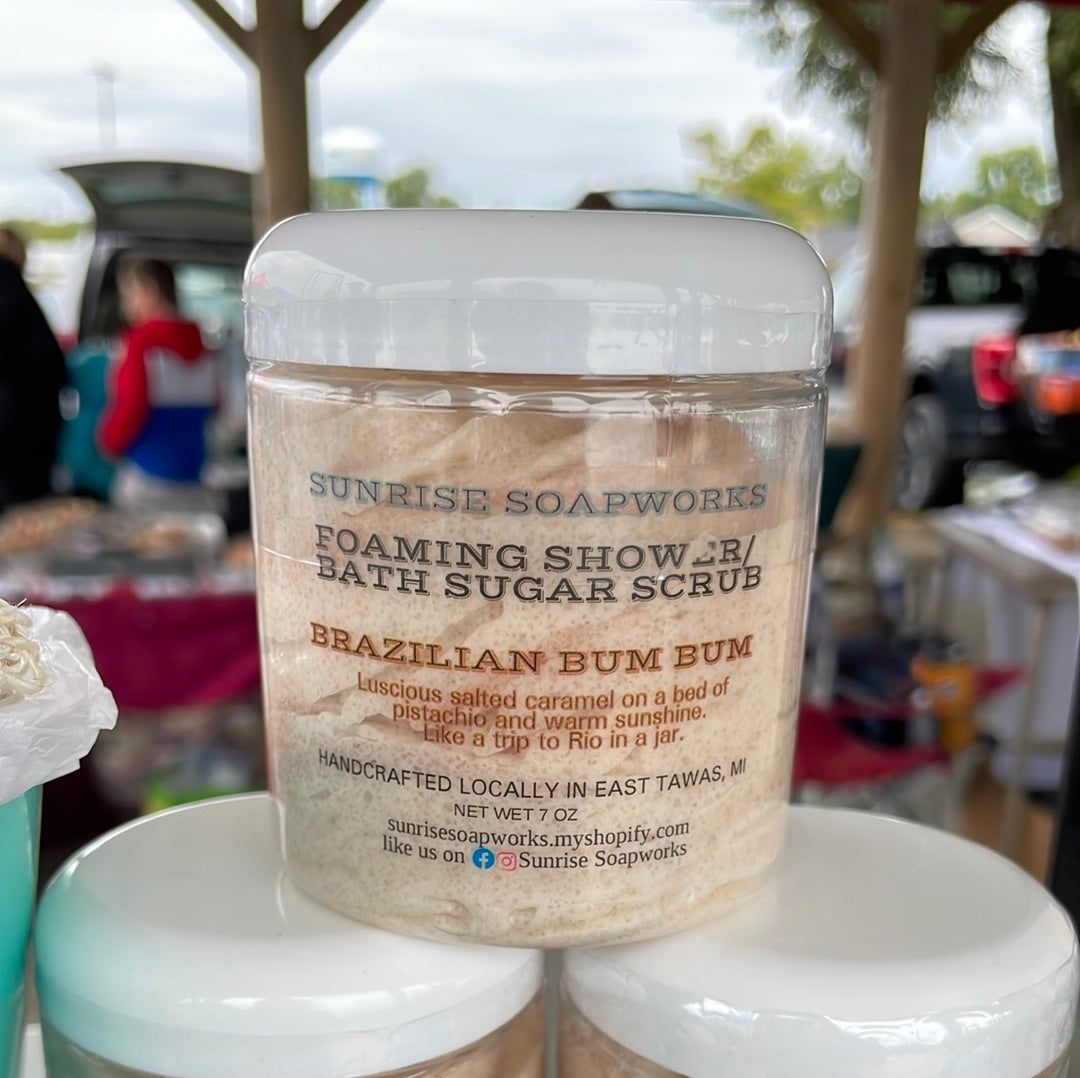 SUNRISE SOAPWORKS
FOAMING SHOWER/
BATH SUGAR SCRUB
BRAZILIAN BUM BUM
Luscious salted caramel on a bed of
pistachio and warm sunshine.
Like a trip to Rio in a jar.
HANDCRAFTED LOCALLY IN EAST TAWAS, MI
NET WET 7 OZ
sunrisesoapworks.myshopify.com
like us on Sunrise Soapworks